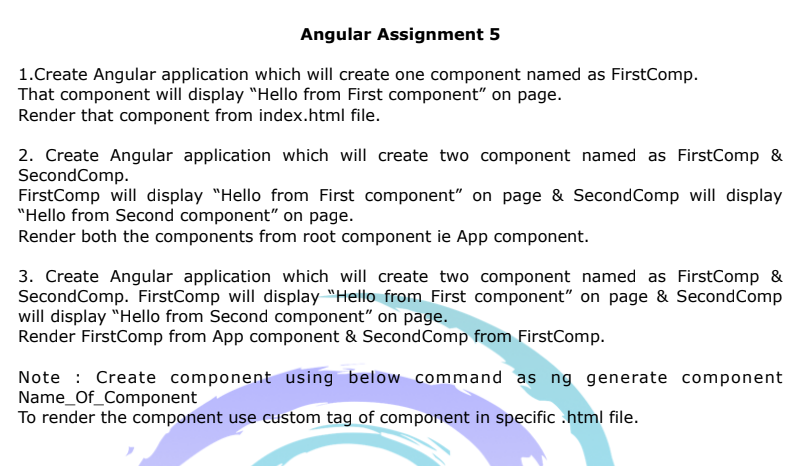 Angular Assignment 5
1.Create Angular application which will create one component named as FirstComp.
That component will display “Hello from First component” on page.
Render that component from index.html file.
2. Create Angular application which will create two component named as FirstComp &
SecondComp.
FirstComp will display “Hello from First component” on page & SecondComp will display
“Hello from Second component” on page.
Render both the components from root component ie App component.
3. Create Angular application which will create two component named as FirstComp &
SecondComp. FirstComp will display “Hello from First component” on page & SecondComp
will display “Hello from Second component” on page.
Render FirstComp from App component & SecondComp from FirstComp.
Note : Create component using below command as ng generate component
Name_Of_Component
To render the component use custom tag of component in specific .html file.